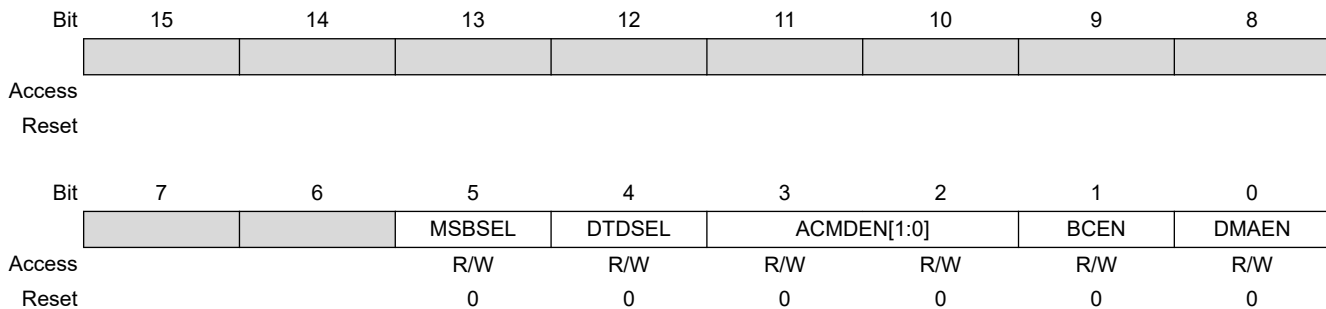 Bit 15 14 13 12 11 10 9 8
Access
Reset
Bit 7 6 5 4 3 2 1 0
MSBSEL DTDSEL ACMDEN[1:0] BCEN DMAEN
Access R/W R/W R/W R/W R/W R/W
Reset 0 0 0 0 0 0